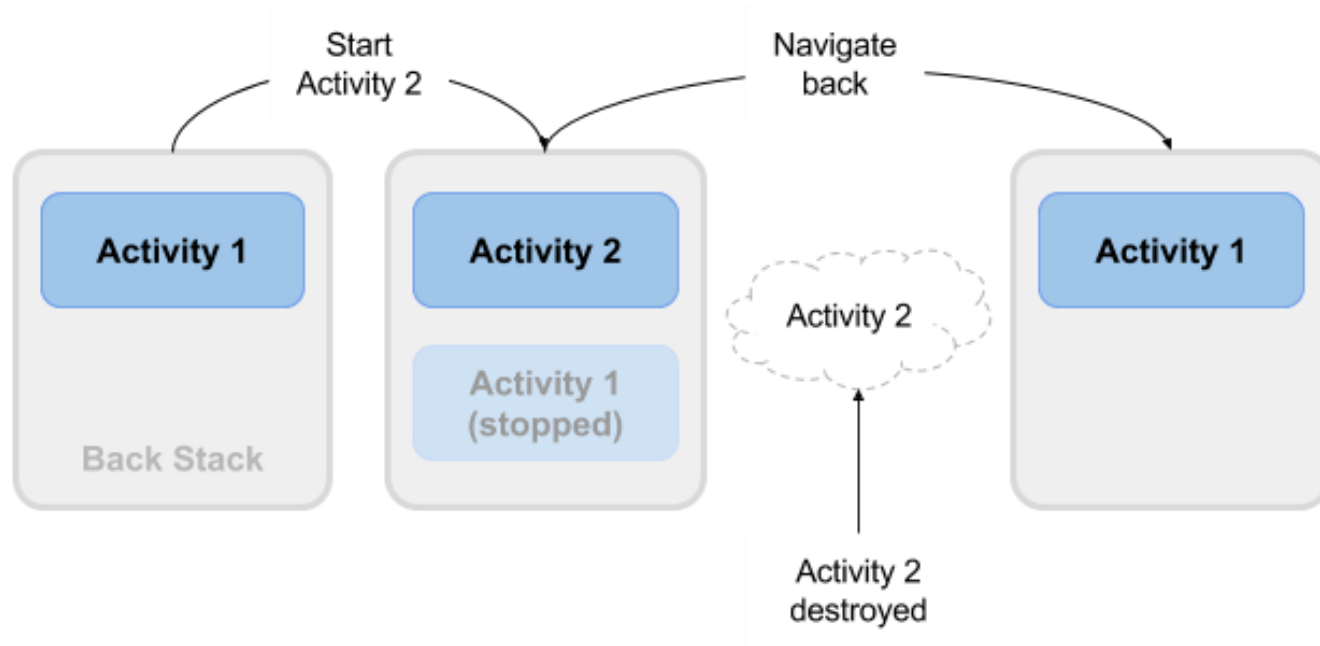 Start
Activity 2
Navigate
back
Activity 1
Back Stack
Activity 2
Activity 1
(stopped)
Activity 2
Activity 2
destroyed
Activity 1